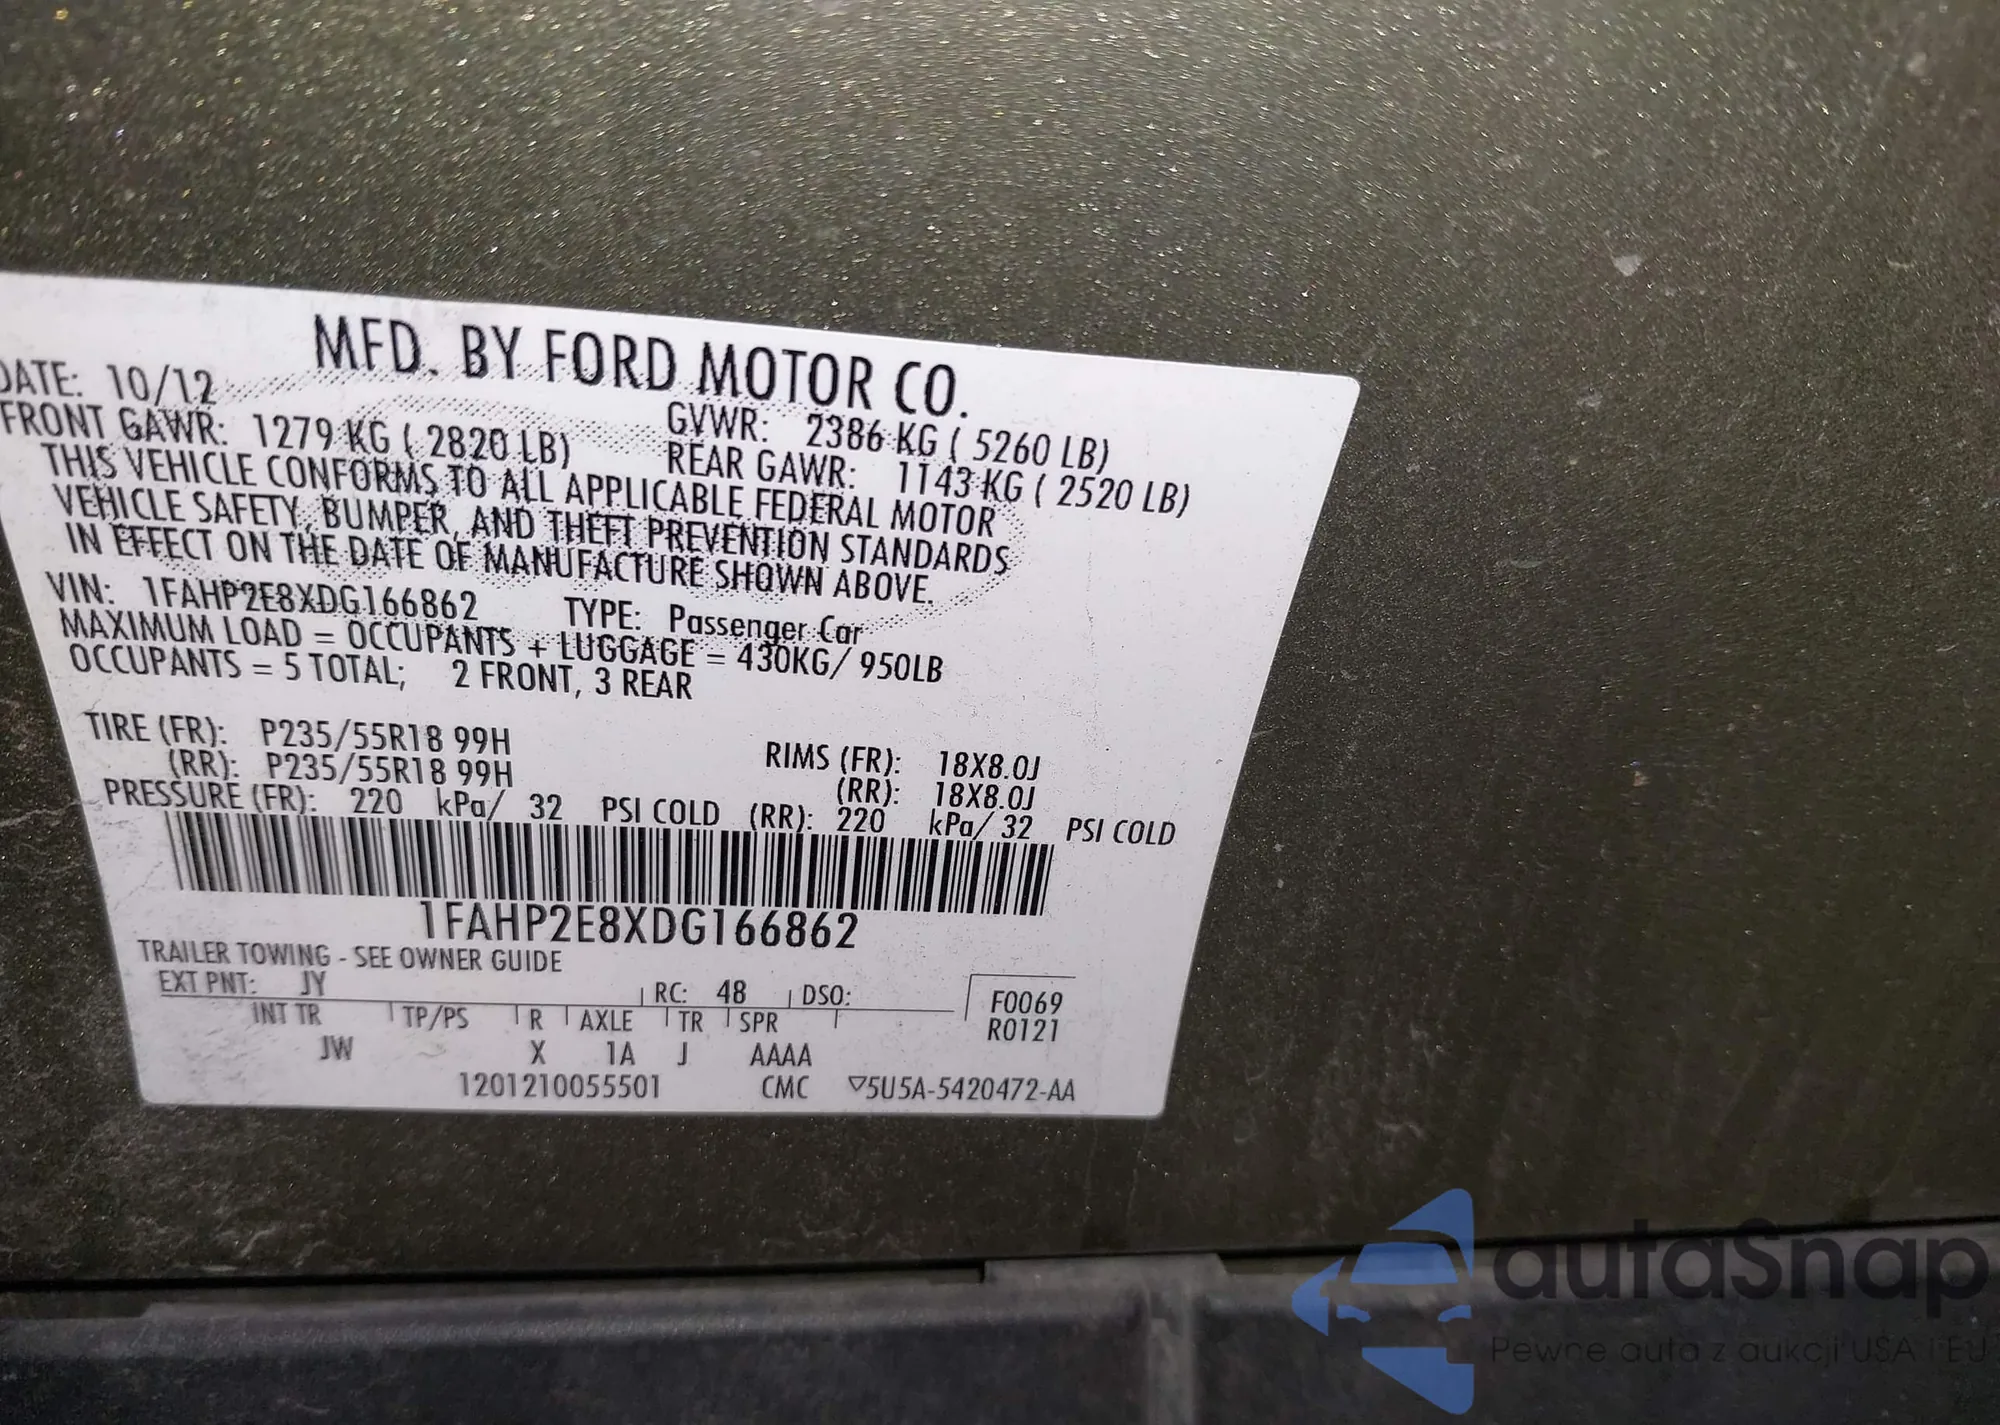 MFD. BY FORD MOTOR CO.
DATE: 10/12 GVWR: 2386 KG ( 5260 LB)
FRONT GAWR: 1279 KG ( 2820 LB) REAR GAWR: 1143 KG ( 2520 LB)
THIS VEHICLE CONFORMS TO ALL APPLICABLE FEDERAL MOTOR
VEHICLE SAFETY, BUMPER, AND THEFT PREVENTION STANDARDS
IN EFFECT ON THE DATE OF MANUFACTURE SHOWN ABOVE.
VIN: 1FAHP2E8XDG166862 TYPE: Passenger Car
MAXIMUM LOAD = OCCUPANTS + LUGGAGE = 430KG/ 950LB
OCCUPANTS = 5 TOTAL; 2 FRONT, 3 REAR
TIRE (FR): P235/55R18 99H RIMS (FR): 18X8.0J
(RR): P235/55R18 99H (RR): 18X8.0J
PRESSURE (FR): 220 kPa/ 32 PSI COLD (RR): 220 kPa/ 32 PSI COLD
1FAHP2E8XDG166862
TRAILER TOWING - SEE OWNER GUIDE
EXT PNT: JY RC: 48 DSO: F0069
INT TR TP/PS R AXLE TR SPR R0121
JW X 1A J AAAA
1201210055501 CMC ▽5U5A-5420472-AA
autaSnap
Pewne auta z aukcji USA i EU